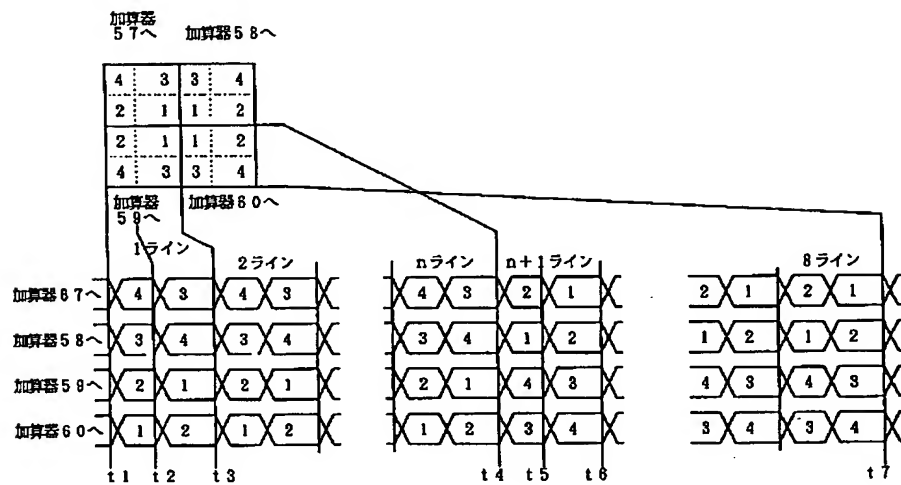 加算器
57へ 加算器58へ
4 3 3 4
2 1 1 2
2 1 1 2
4 3 3 4
加算器
59へ 加算器60へ
1ライン 2ライン nライン n+1ライン 8ライン
加算器67へ 4 3 4 3 4 3 2 1 2 1 2 1
加算器58へ 3 4 3 4 3 4 1 2 1 2 1 2
加算器59へ 2 1 2 1 2 1 4 3 4 3 4 3
加算器60へ 1 2 1 2 1 2 3 4 3 4 3 4
t1 t2 t3 t4 t5 t6 t7